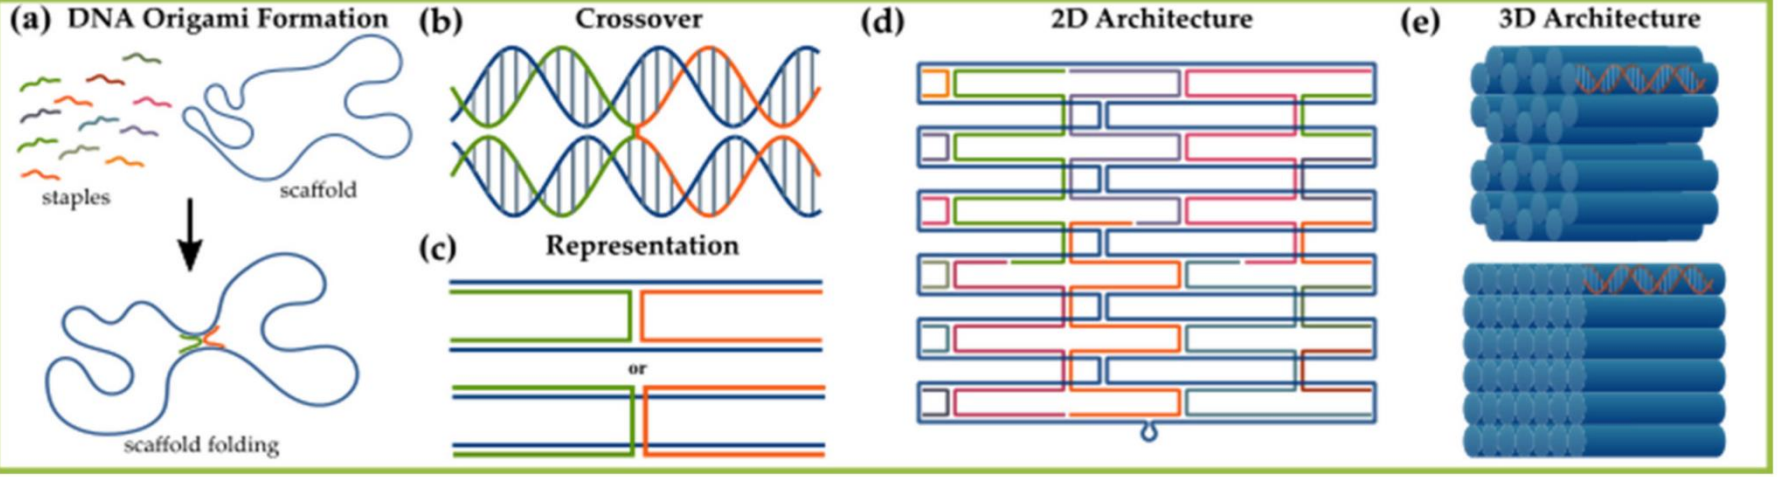 (a) DNA Origami Formation
staples
scaffold
scaffold folding
(b) Crossover
(c) Representation
or
(d) 2D Architecture
(e) 3D Architecture